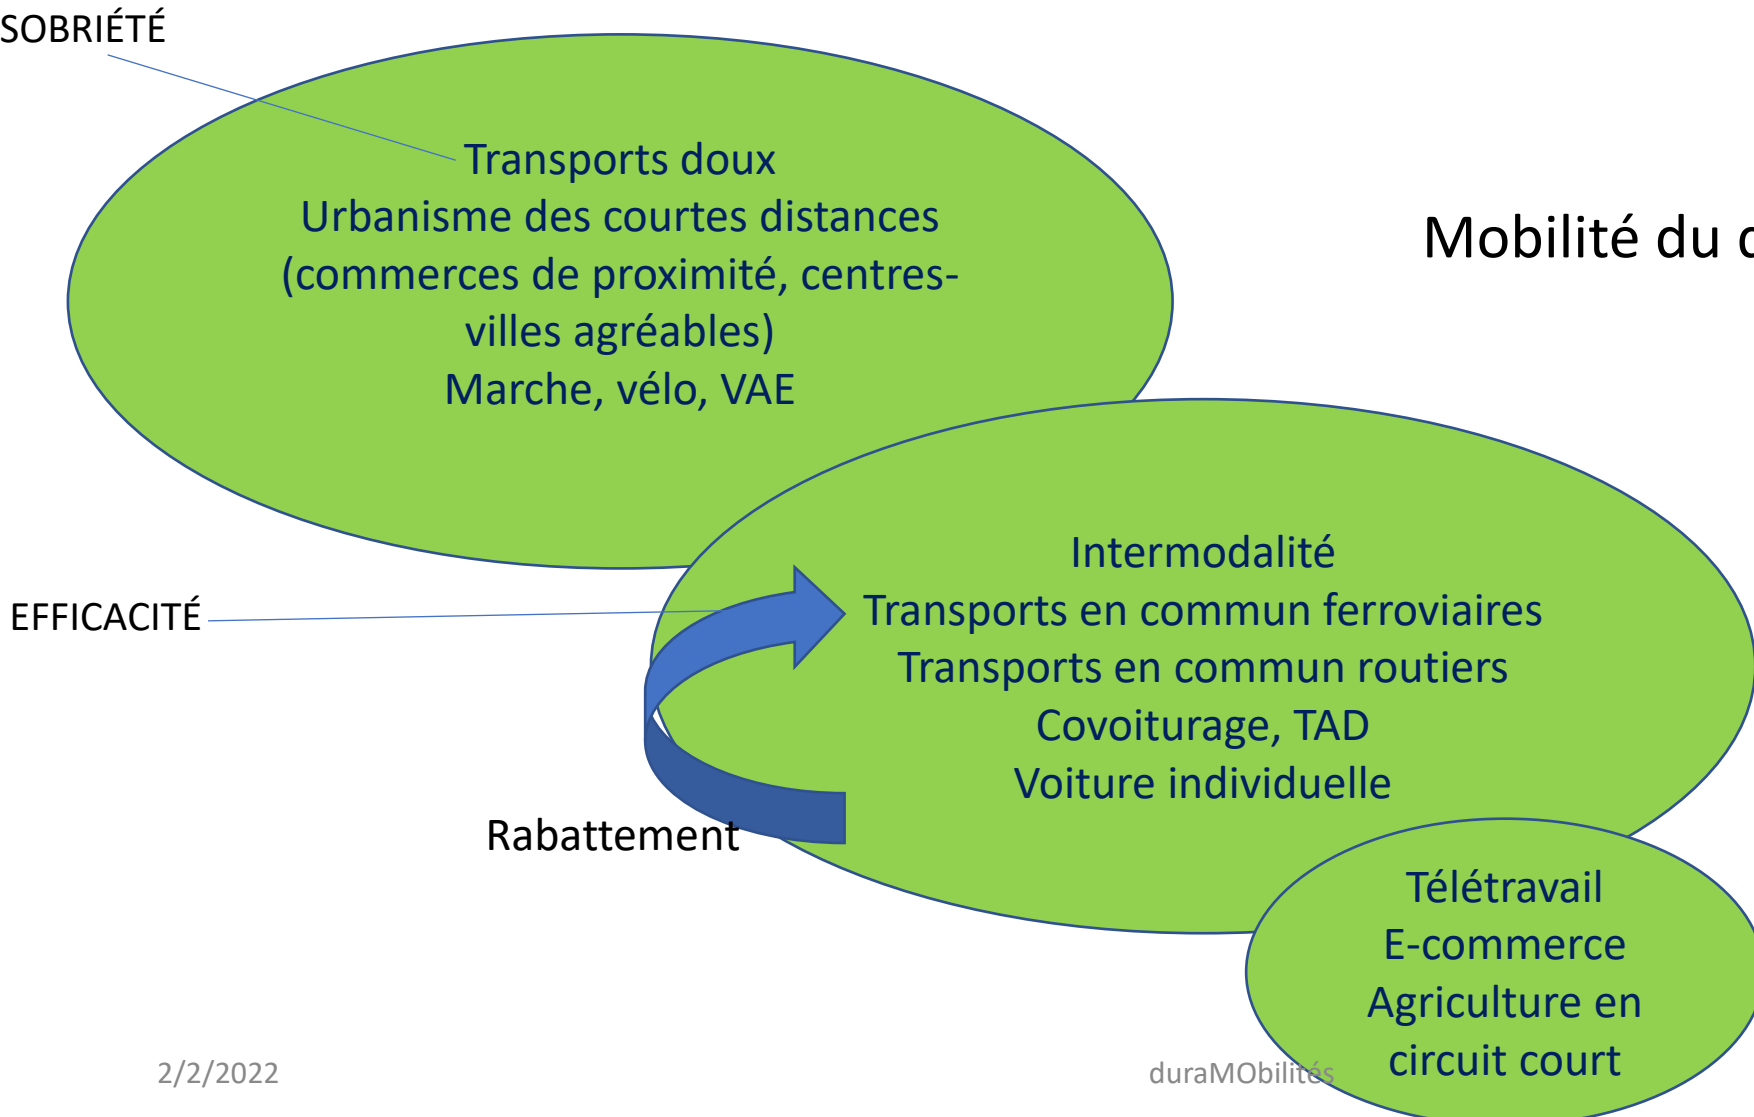 SOBRIÉTÉ
Transports doux
Urbanisme des courtes distances
(commerces de proximité, centres-
villes agréables)
Marche, vélo, VAE
Mobilité du
EFFICACITÉ
Intermodalité
Transports en commun ferroviaires
Transports en commun routiers
Covoiturage, TAD
Voiture individuelle
Rabattement
Télétravail
E-commerce
Agriculture en
circuit court
2/2/2022
duraMObilités